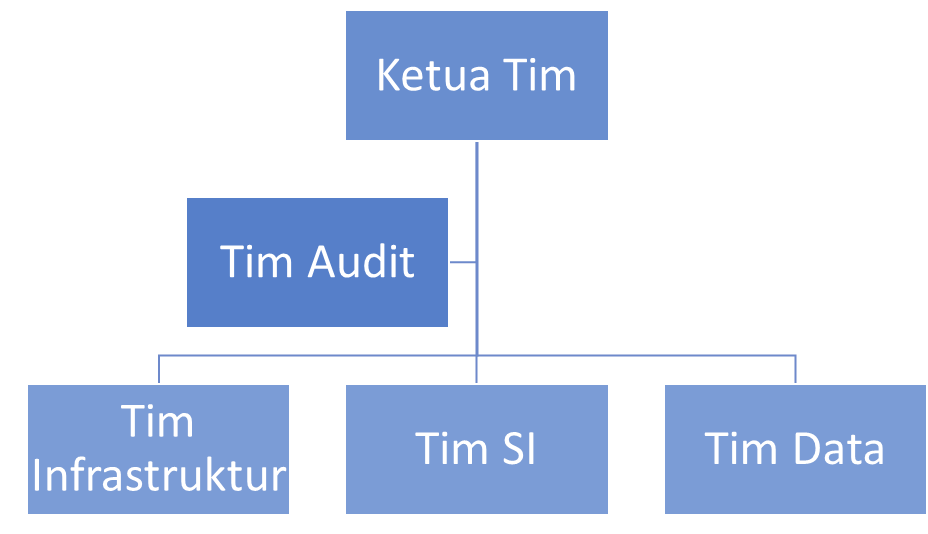 Ketua Tim
Tim Audit
Tim
Infrastruktur
Tim SI
Tim Data